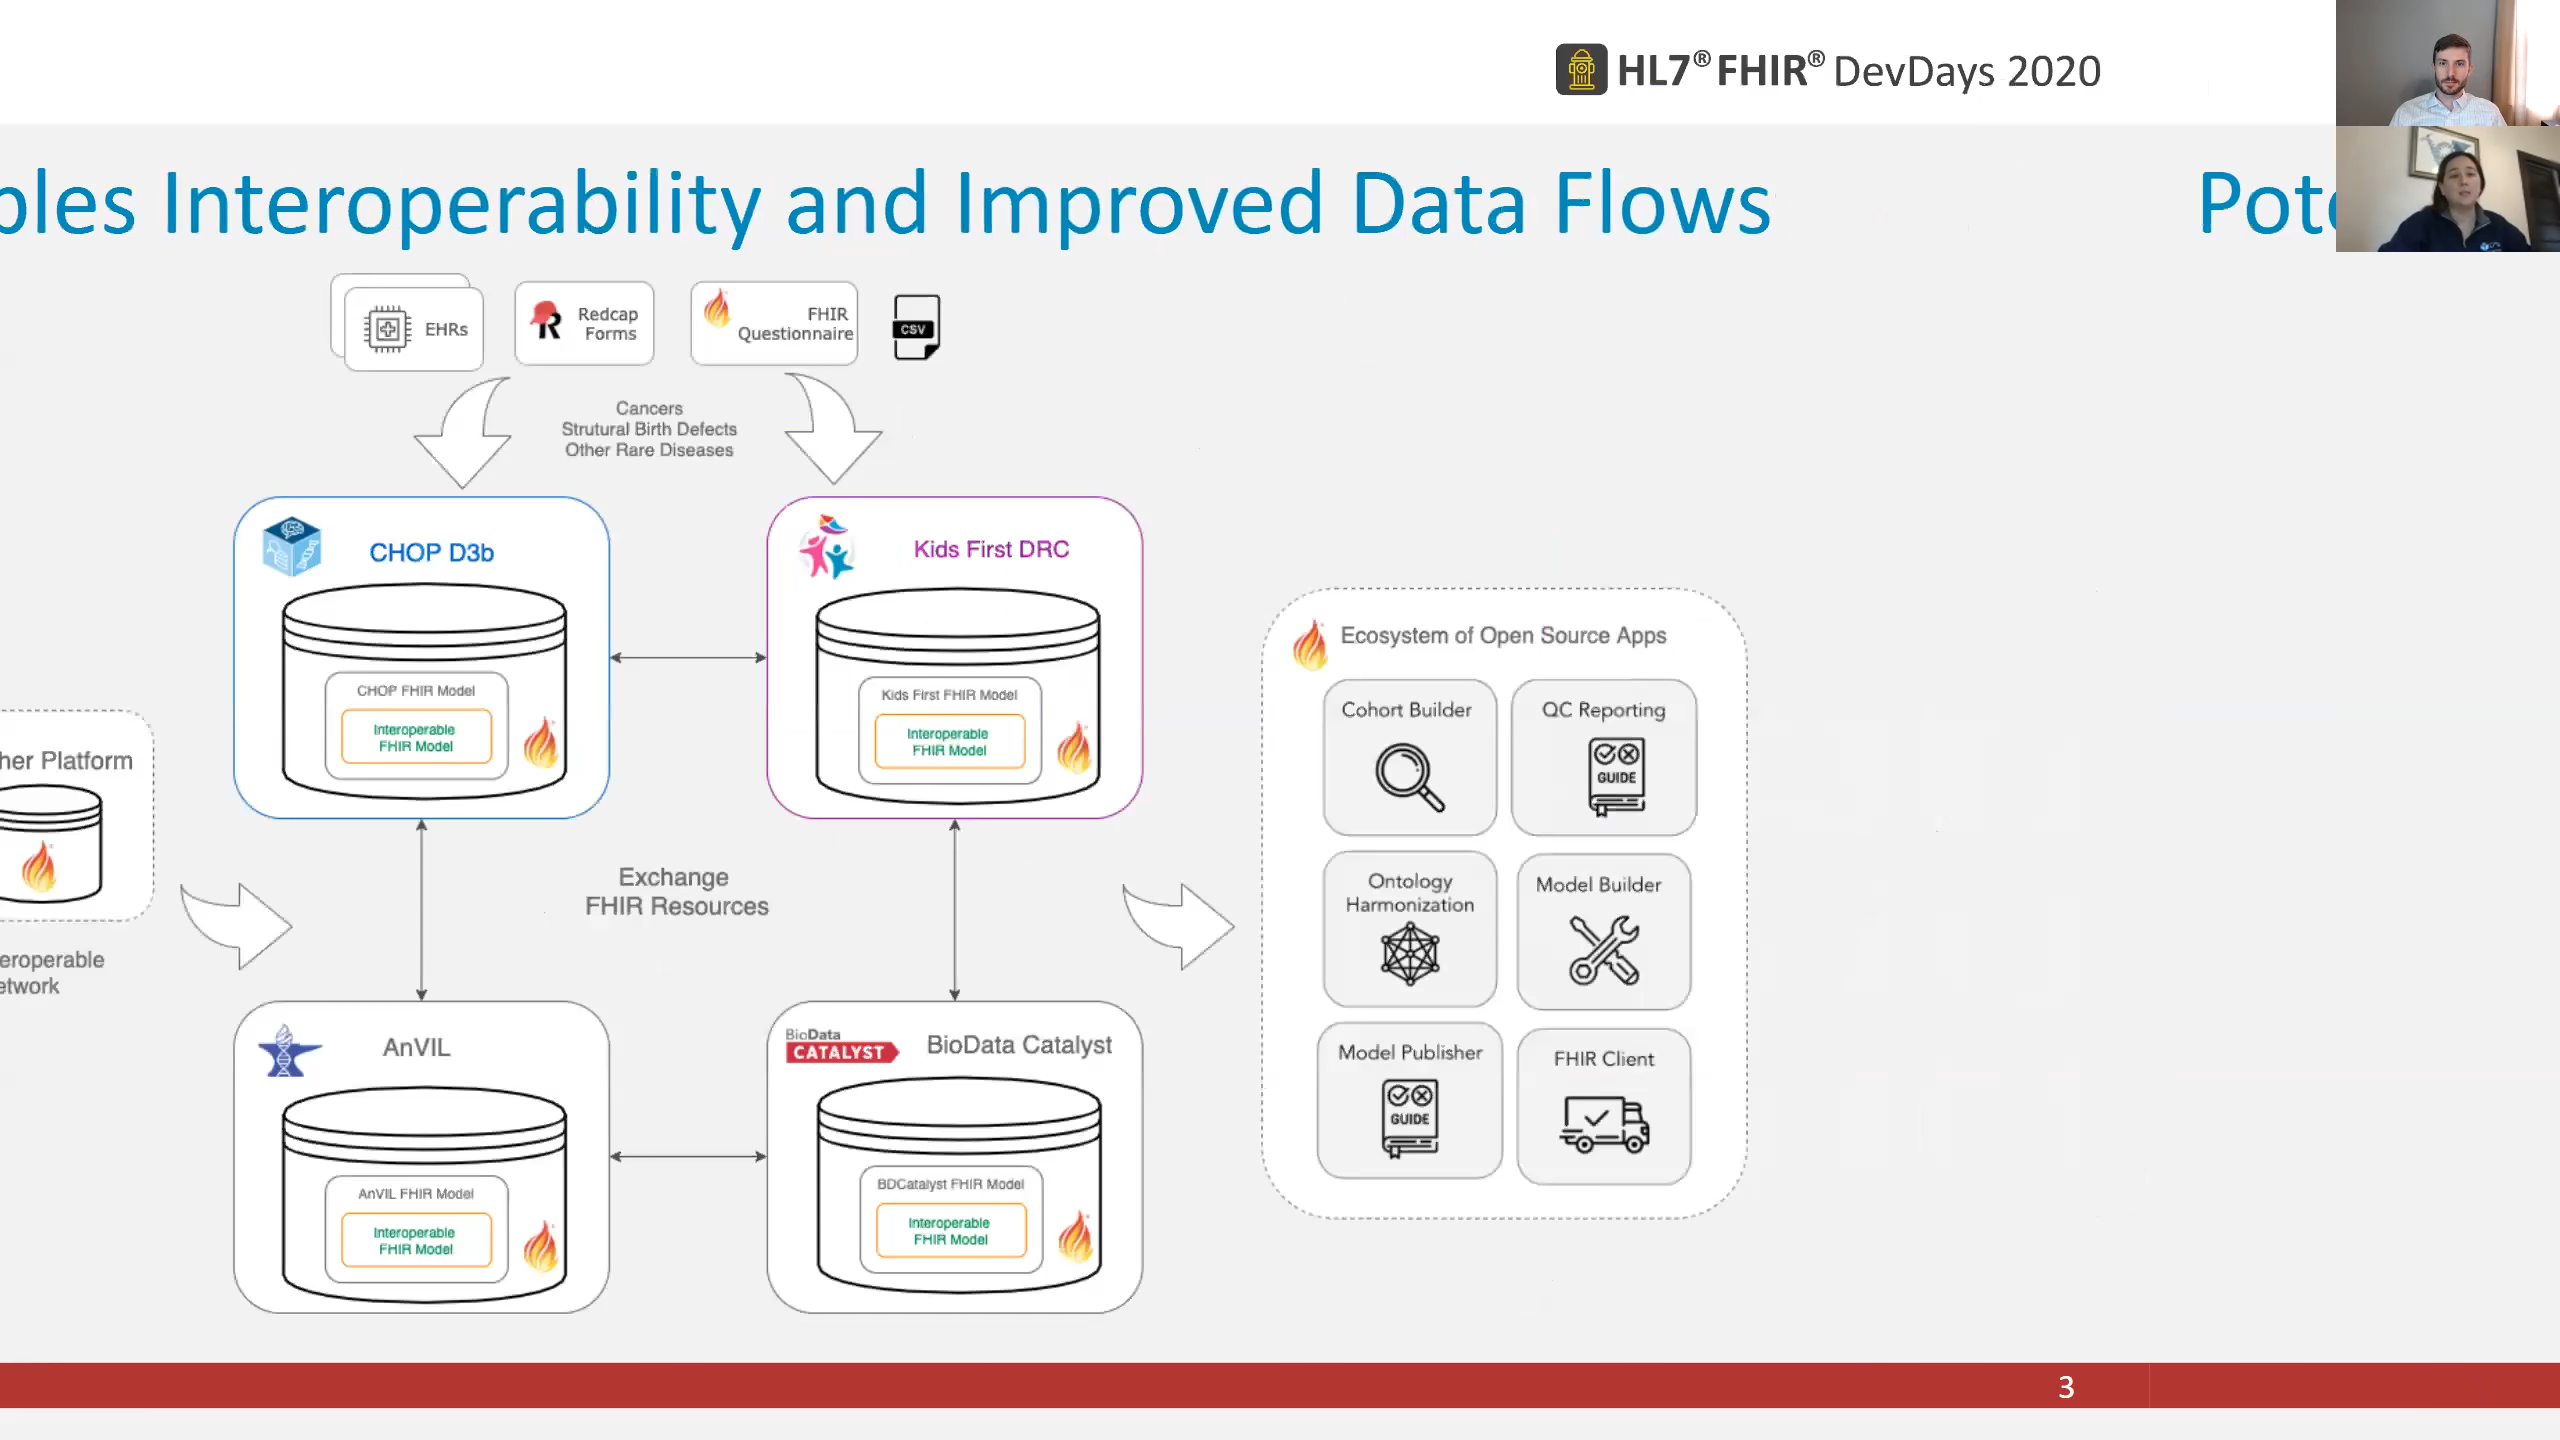 HL7® FHIR® DevDays 2020
bles Interoperability and Improved Data Flows
Pote
EHRs
Redcap
Forms
FHIR
Questionnaire
CSV
Cancers
Strutural Birth Defects
Other Rare Diseases
CHOP D3b
CHOP FHIR Model
Interoperable
FHIR Model
Kids First DRC
Kids First FHIR Model
Interoperable
FHIR Model
her Platform
eroperable
etwork
Exchange
FHIR Resources
AnVIL
AnVIL FHIR Model
Interoperable
FHIR Model
BioData
CATALYST
BioData Catalyst
BDCatalyst FHIR Model
Interoperable
FHIR Model
Ecosystem of Open Source Apps
Cohort Builder
QC Reporting
GUIDE
Ontology
Harmonization
Model Builder
Model Publisher
GUIDE
FHIR Client
3